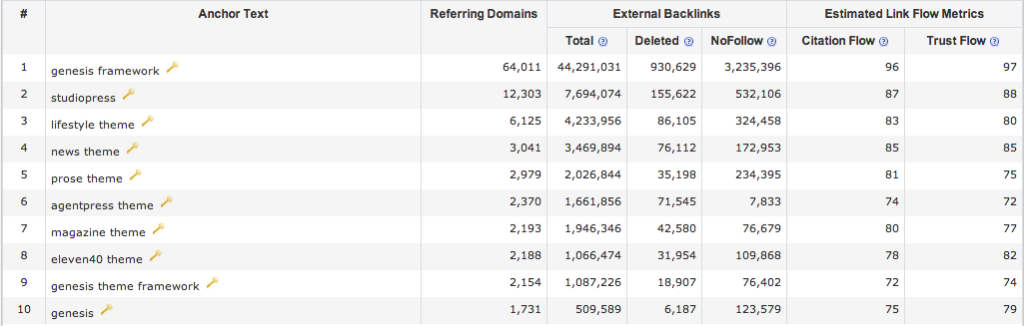 # Anchor Text Referring Domains External Backlinks Estimated Link Flow Metrics
Total Deleted NoFollow Citation Flow Trust Flow
1 genesis framework 64,011 44,291,031 930,629 3,235,396 96 97
2 studiopress 12,303 7,694,074 155,622 532,106 87 88
3 lifestyle theme 6,125 4,233,956 86,105 324,458 83 80
4 news theme 3,041 3,469,894 76,112 172,953 85 85
5 prose theme 2,979 2,026,844 35,198 234,395 81 75
6 agentpress theme 2,370 1,661,856 71,545 7,833 74 72
7 magazine theme 2,193 1,946,346 42,580 76,679 80 77
8 eleven40 theme 2,188 1,066,474 31,954 109,868 78 82
9 genesis theme framework 2,154 1,087,226 18,907 76,402 72 74
10 genesis 1,731 509,589 6,187 123,579 75 79